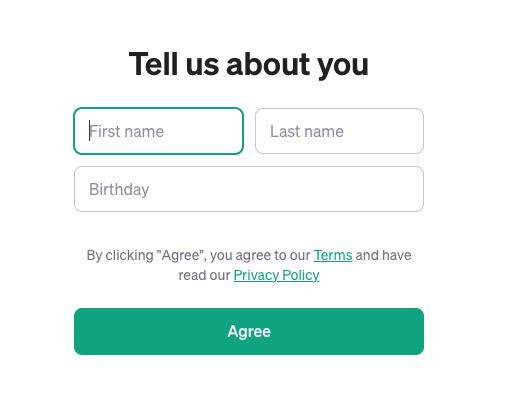 Tell us about you
First name
Last name
Birthday
By clicking "Agree", you agree to our Terms and have
read our Privacy Policy
Agree